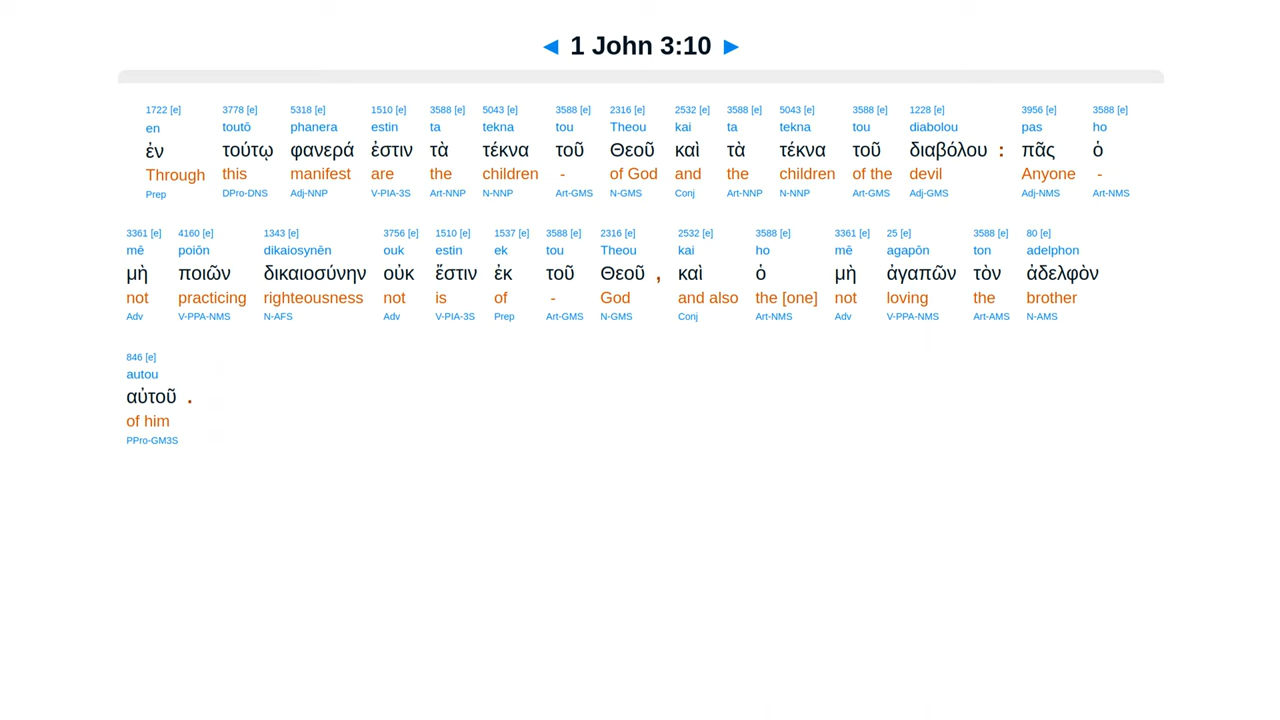 ◄ 1 John 3:10 ►
1722 [e] 3778 [e] 5318 [e] 1510 [e] 3588 [e] 5043 [e] 3588 [e] 2316 [e] 2532 [e] 3588 [e] 5043 [e] 3588 [e] 1228 [e] 3956 [e] 3588 [e]
en toutō phanera estin ta tekna tou Theou kai ta tekna tou diabolou pas ho
ἐν τούτῳ φανερά ἐστιν τὰ τέκνα τοῦ Θεοῦ καὶ τὰ τέκνα τοῦ διαβόλου : πᾶς ὁ
Through this manifest are the children - of God and the children of the devil Anyone -
Prep DPro-DNS Adj-NNP V-PIA-3S Art-NNP N-NNP Art-GMS N-GMS Conj Art-NNP N-NNP Art-GMS Adj-GMS Adj-NMS Art-NMS
3361 [e] 4160 [e] 1343 [e] 3756 [e] 1510 [e] 1537 [e] 3588 [e] 2316 [e] 2532 [e] 3588 [e] 3361 [e] 25 [e] 3588 [e] 80 [e]
mē poiōn dikaiosynēn ouk estin ek tou Theou kai ho mē agapōn ton adelphon
μὴ ποιῶν δικαιοσύνην οὐκ ἔστιν ἐκ τοῦ Θεοῦ , καὶ ὁ μὴ ἀγαπῶν τὸν ἀδελφὸν
not practicing righteousness not is of - God and also the [one] not loving the brother
Adv V-PPA-NMS N-AFS Adv V-PIA-3S Prep Art-GMS N-GMS Conj Art-NMS Adv V-PPA-NMS Art-AMS N-AMS
846 [e]
autou
αὐτοῦ .
of him
PPro-GM3S